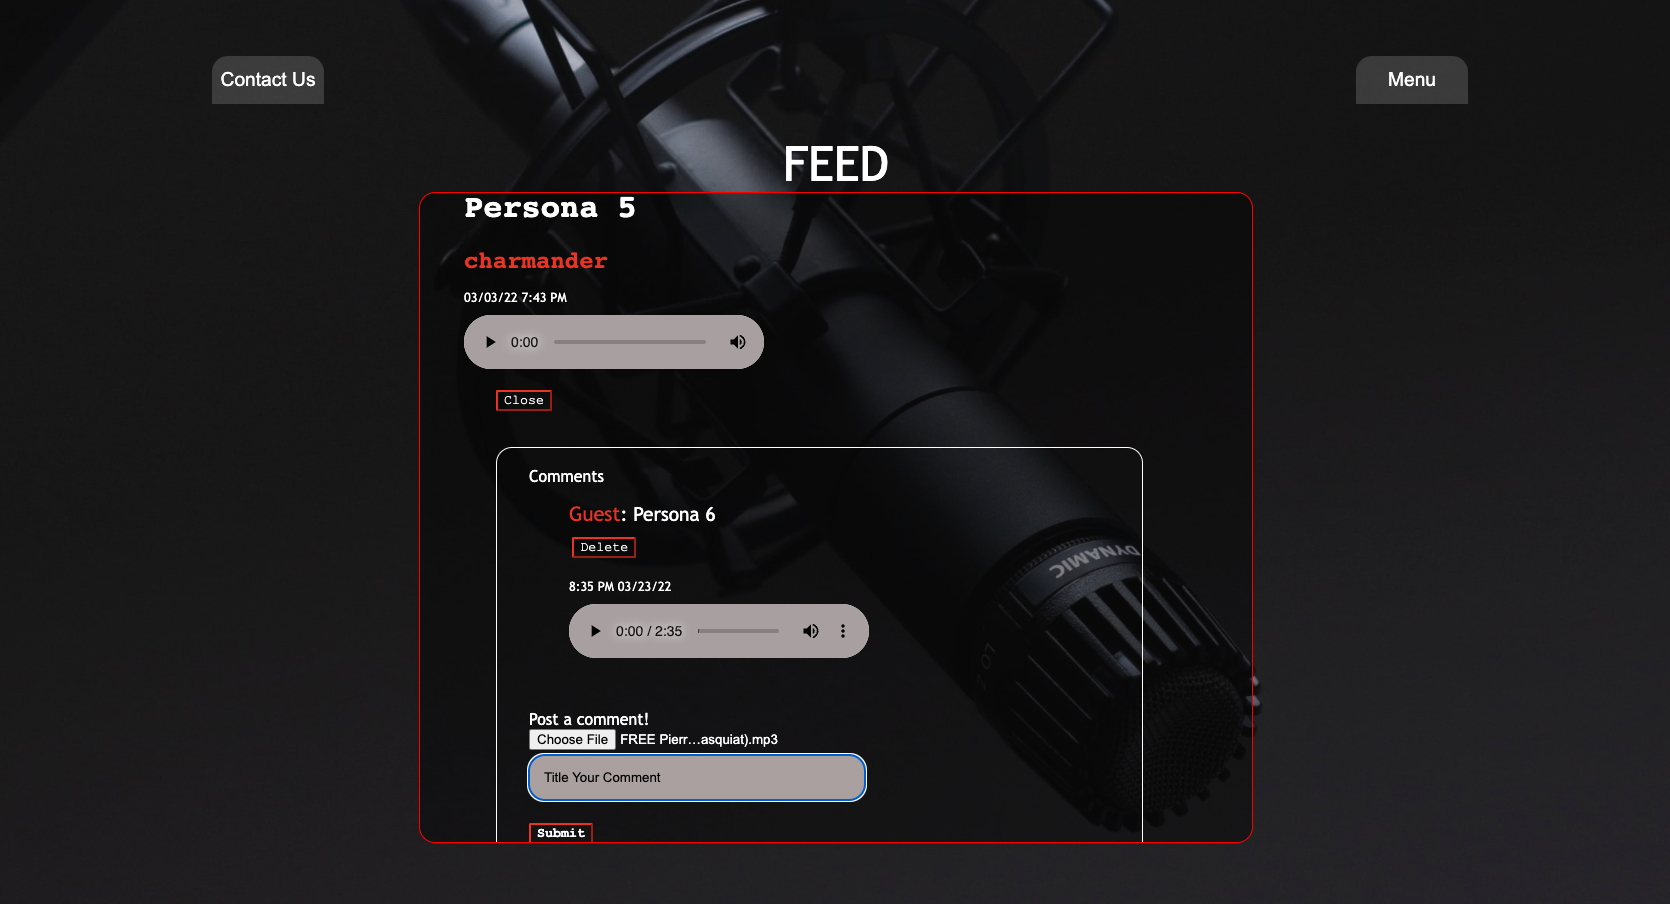 Contact Us
Menu
FEED
Persona 5
charmander
03/03/22 7:43 PM
0:00
Close
Comments
Guest: Persona 6
Delete
8:35 PM 03/23/22
0:00 / 2:35
DYNAMIC
Post a comment!
Choose File FREE Pierr…asquiat).mp3
Title Your Comment
Submit